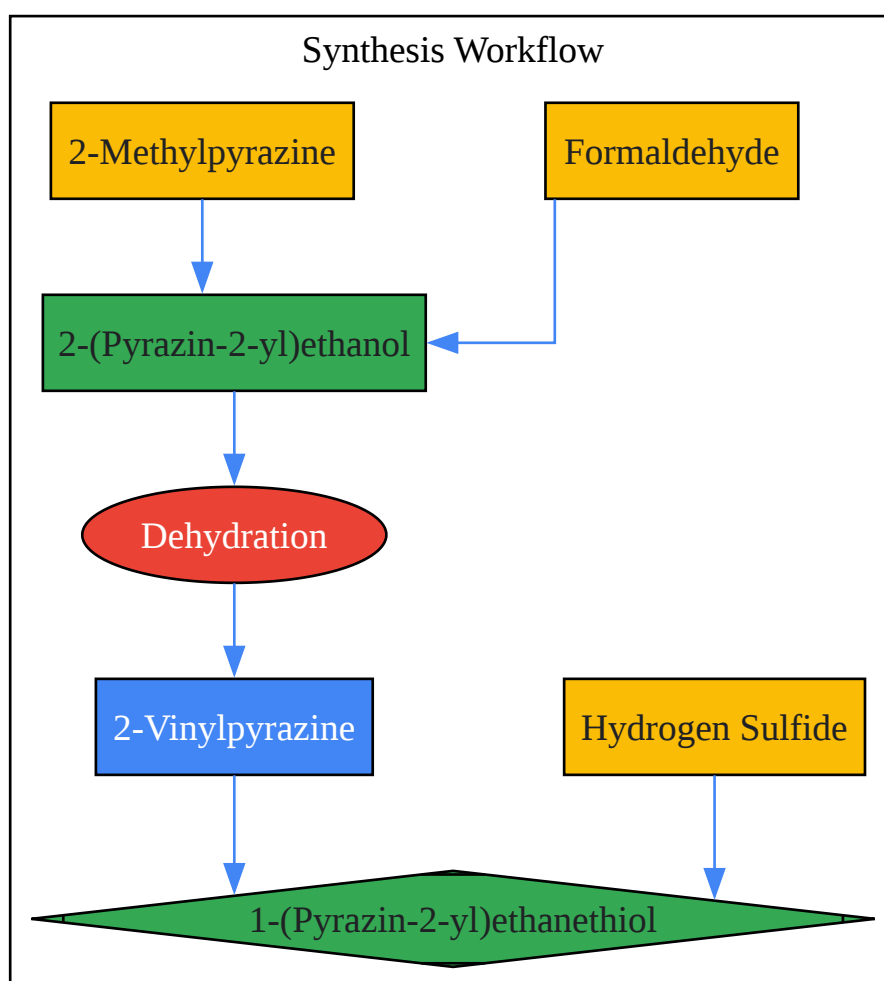 Synthesis Workflow
2-Methylpyrazine
Formaldehyde
2-(Pyrazin-2-yl)ethanol
Dehydration
2-Vinylpyrazine
Hydrogen Sulfide
1-(Pyrazin-2-yl)ethanethiol